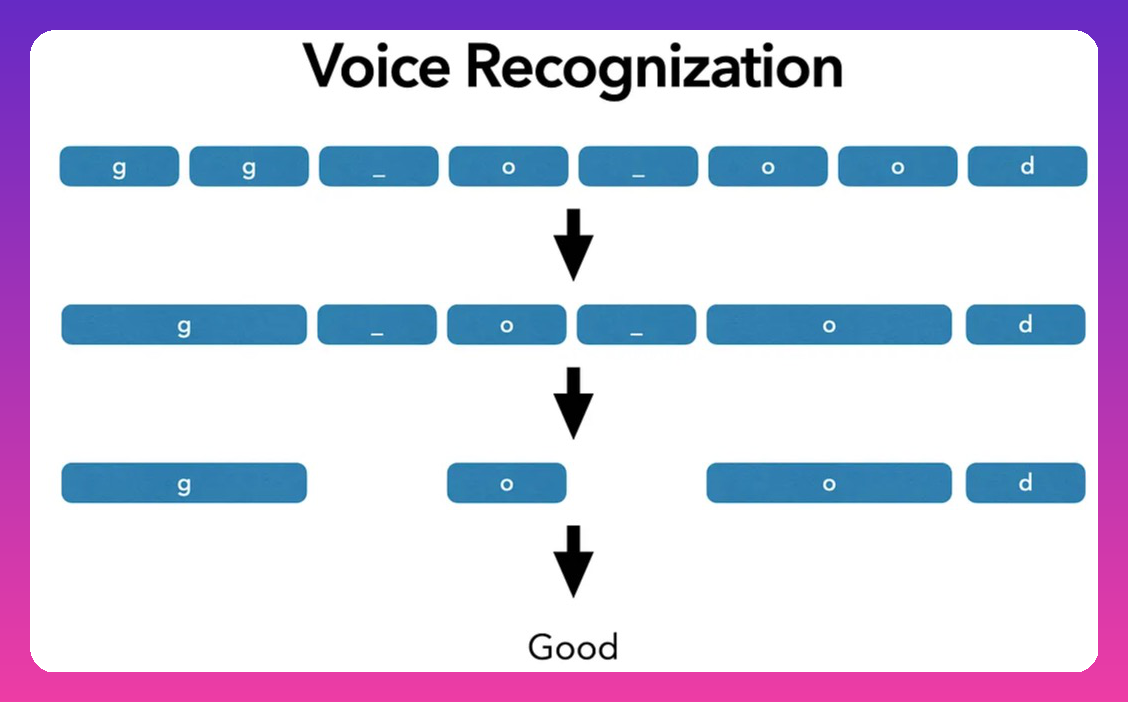 Voice Recognization
g g _ o _ o o d
g _ o _ o d
g o o d
Good